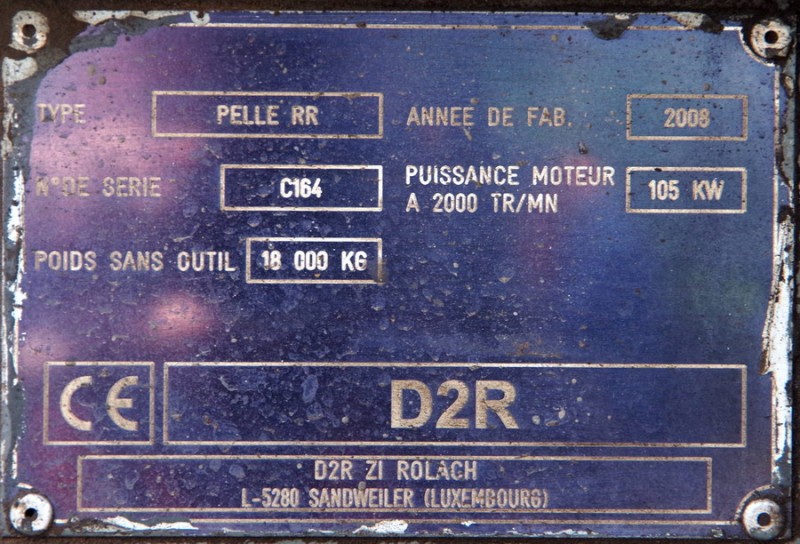 TYPE PELLE RR ANNEE DE FAB. 2008
N° DE SERIE C164 PUISSANCE MOTEUR A 2000 TR/MN 105 KW
POIDS SANS OUTIL 18 000 KG
CE D2R
D2R ZI ROLACH
L-5280 SANDWEILER (LUXEMBOURG)